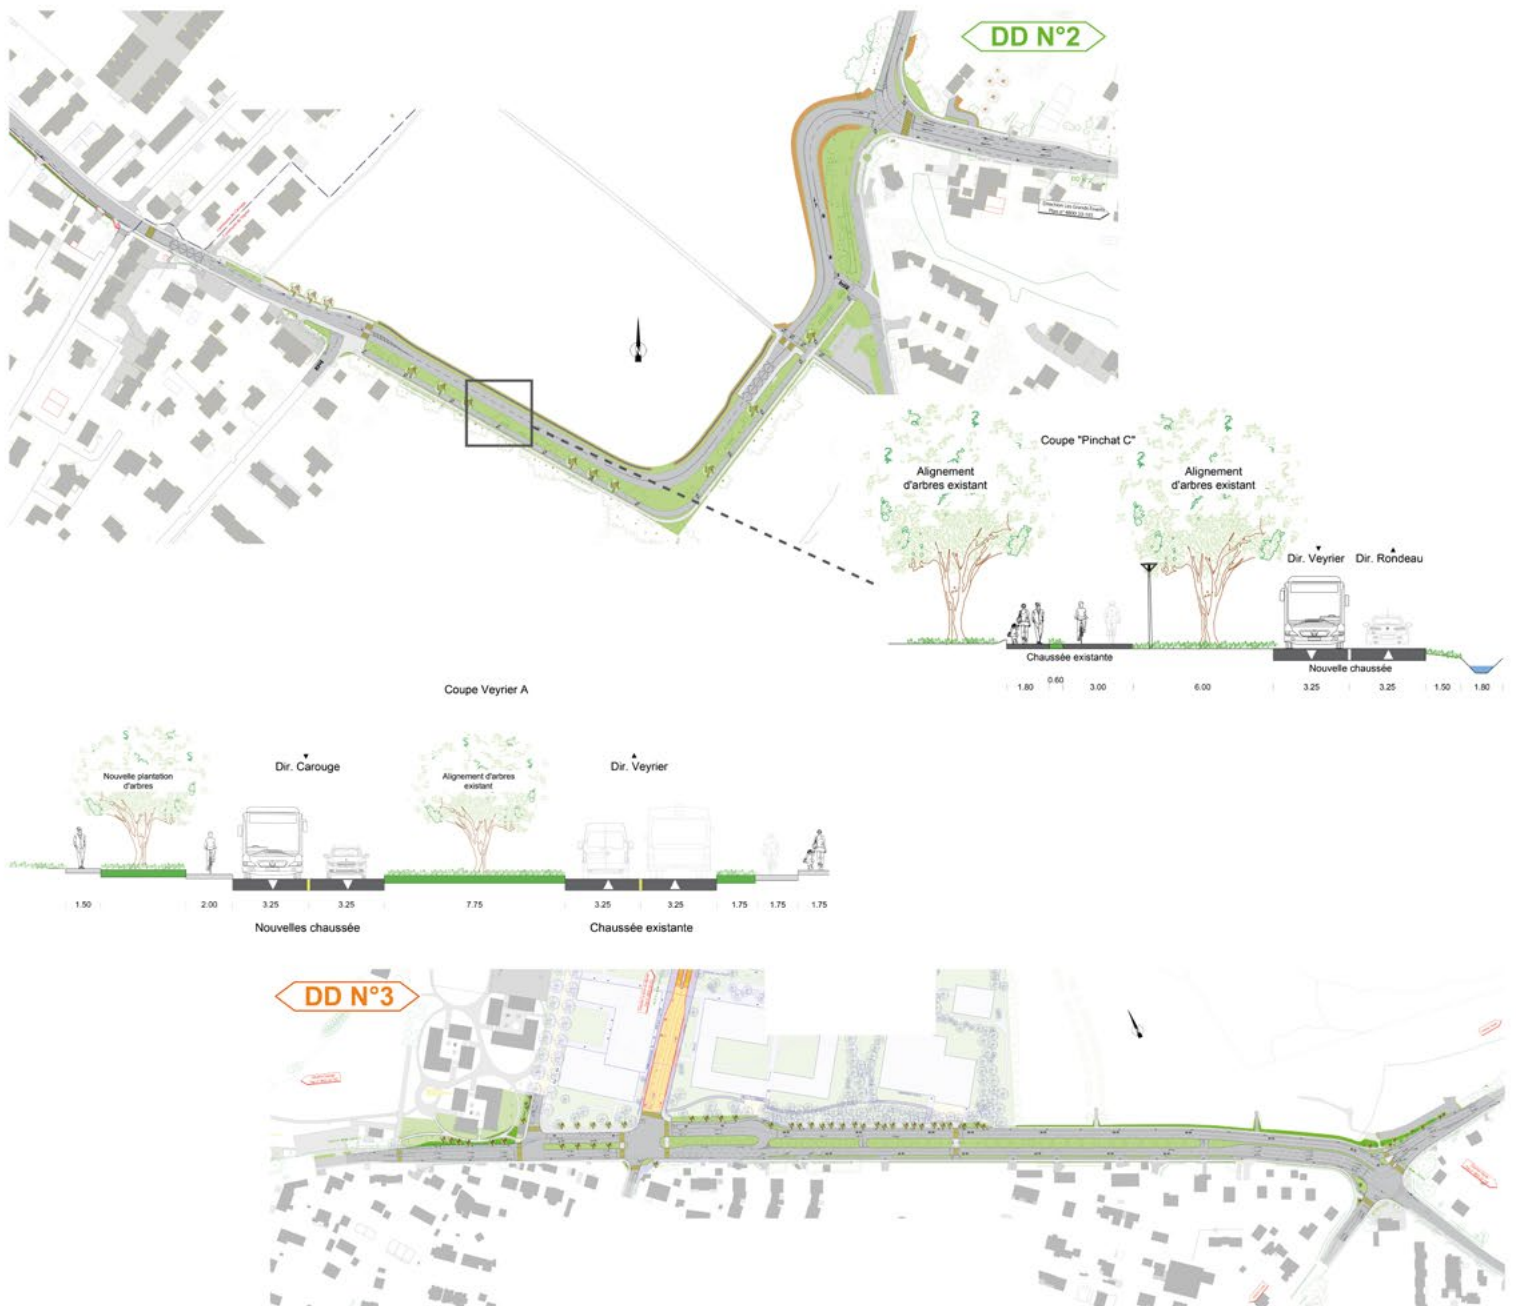 DD N°2
Coupe "Pinchat C"
Alignement
d'arbres existant
Alignement
d'arbres existant
Dir. Veyrier
Dir. Rondeau
Chaussée existante
Nouvelle chaussée
1.80
0.60
3.00
6.00
3.25
3.25
1.50
1.80
Coupe Veyrier A
Nouvelle plantation
d'arbres
Dir. Carouge
Alignement d'arbres
existant
Dir. Veyrier
1.50
2.00
3.25
3.25
7.75
3.25
3.25
1.75
1.75
1.75
Nouvelles chaussée
Chaussée existante
DD N°3